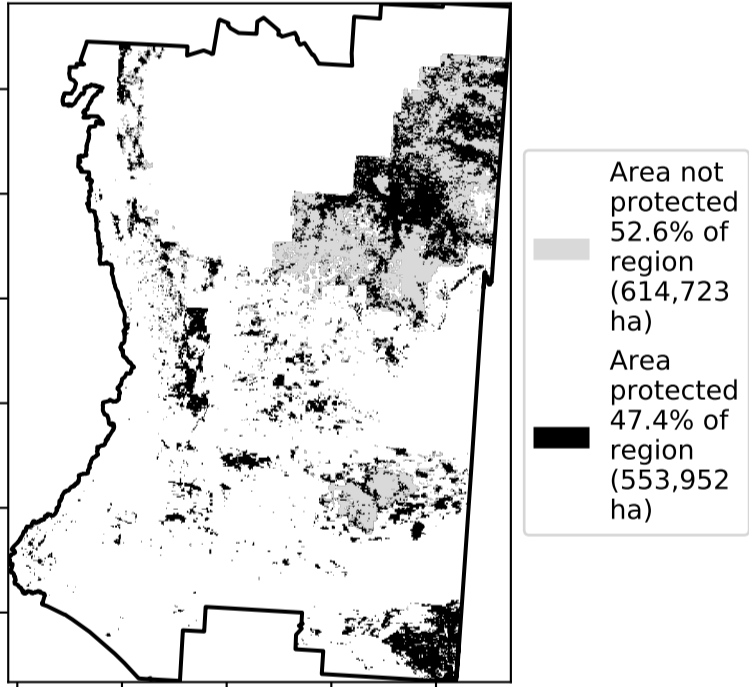 Area not
protected
52.6% of
region
(614,723
ha)
Area
protected
47.4% of
region
(553,952
ha)